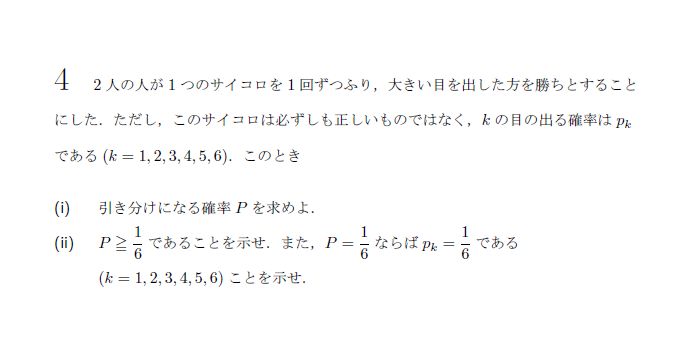 4 2人の人が1つのサイコロを1回ずつふり，大きい目を出した方を勝ちとすること
にした．ただし，このサイコロは必ずしも正しいものではなく，k の目の出る確率は p_k
である (k = 1, 2, 3, 4, 5, 6)．このとき
(i) 引き分けになる確率 P を求めよ．
(ii) P ≧ 1/6 であることを示せ．また，P = 1/6 ならば p_k = 1/6 である
(k = 1, 2, 3, 4, 5, 6) ことを示せ．